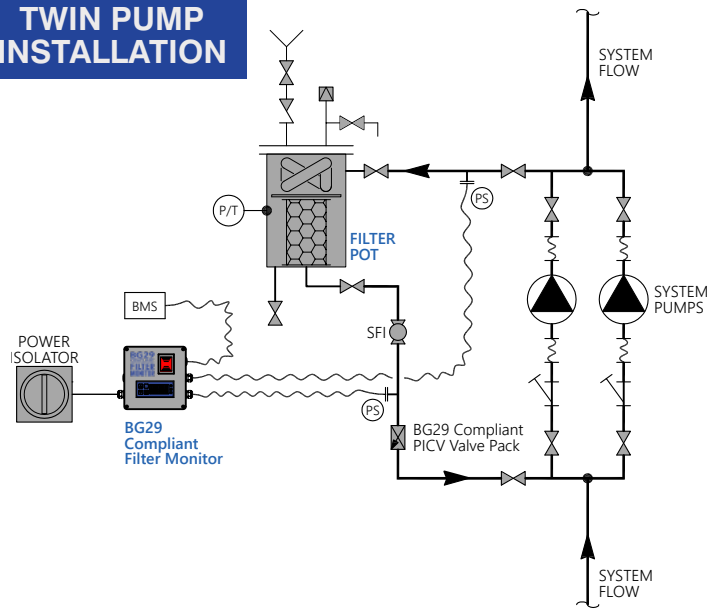 TWIN PUMP
INSTALLATION
SYSTEM
FLOW
P/T
PS
FILTER
POT
BMS
SYSTEM
PUMPS
SFI
POWER
ISOLATOR
BG29
FILTER
MONITOR
PS
BG29 Compliant
PICV Valve Pack
BG29
Compliant
Filter Monitor
SYSTEM
FLOW